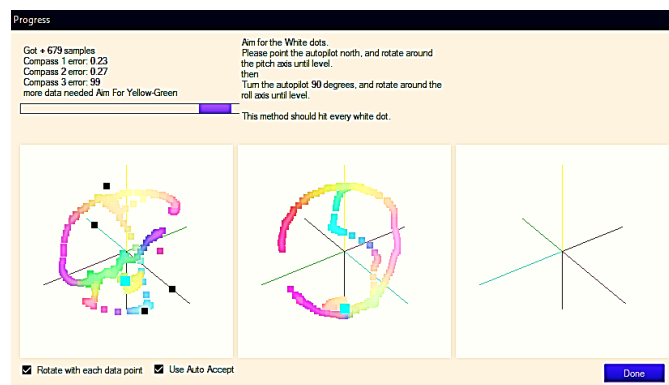 Progress
Got + 679 samples
Compass 1 error: 0.23
Compass 2 error: 0.27
Compass 3 error: 99
more data needed Aim For Yellow-Green
Aim for the White dots.
Please point the autopilot north, and rotate around
the pitch axis until level.
then
Turn the autopilot 90 degrees, and rotate around the
roll axis until level.
This method should hit every white dot.
Rotate with each data point
Use Auto Accept
Done